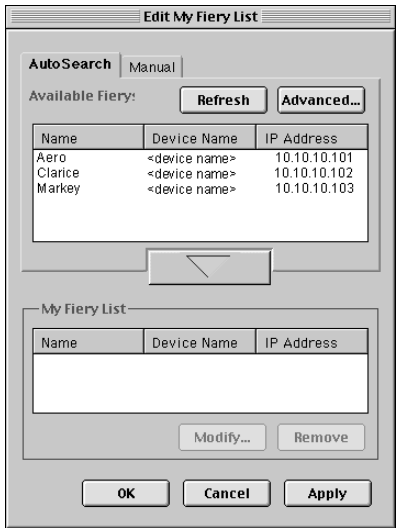 Edit My Fiery List
AutoSearch Manual
Available Fierys
Refresh Advanced...
Name Device Name IP Address
Aero <device name> 10.10.10.101
Clarice <device name> 10.10.10.102
Markey <device name> 10.10.10.103
My Fiery List
Name Device Name IP Address
Modify... Remove
OK Cancel Apply